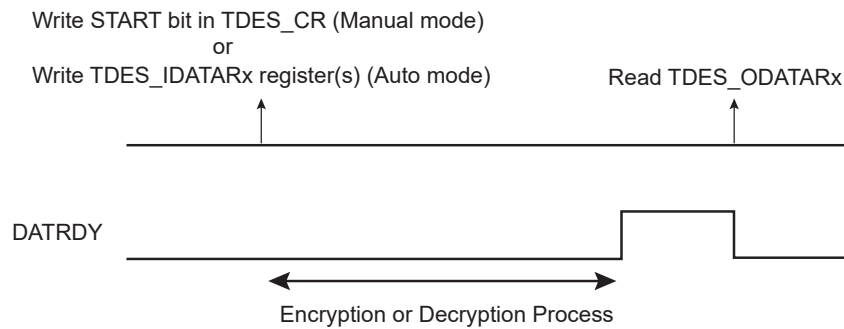 Write START bit in TDES_CR (Manual mode)
or
Write TDES_IDATARx register(s) (Auto mode)
Read TDES_ODATARx
DATRDY
Encryption or Decryption Process